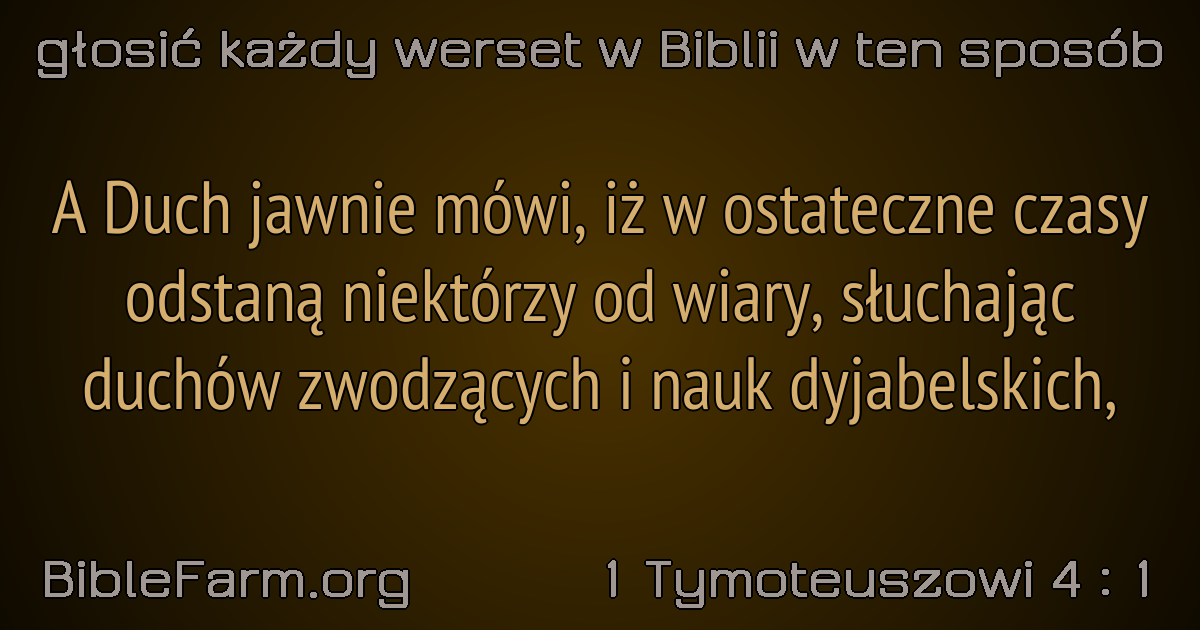 głosić każdy werset w Biblii w ten sposób
A Duch jawnie mówi, iż w ostateczne czasy
odstaną niektórzy od wiary, słuchając
duchów zwodzących i nauk dyjabelskich,
BibleFarm.org
1 Tymoteuszowi 4 : 1